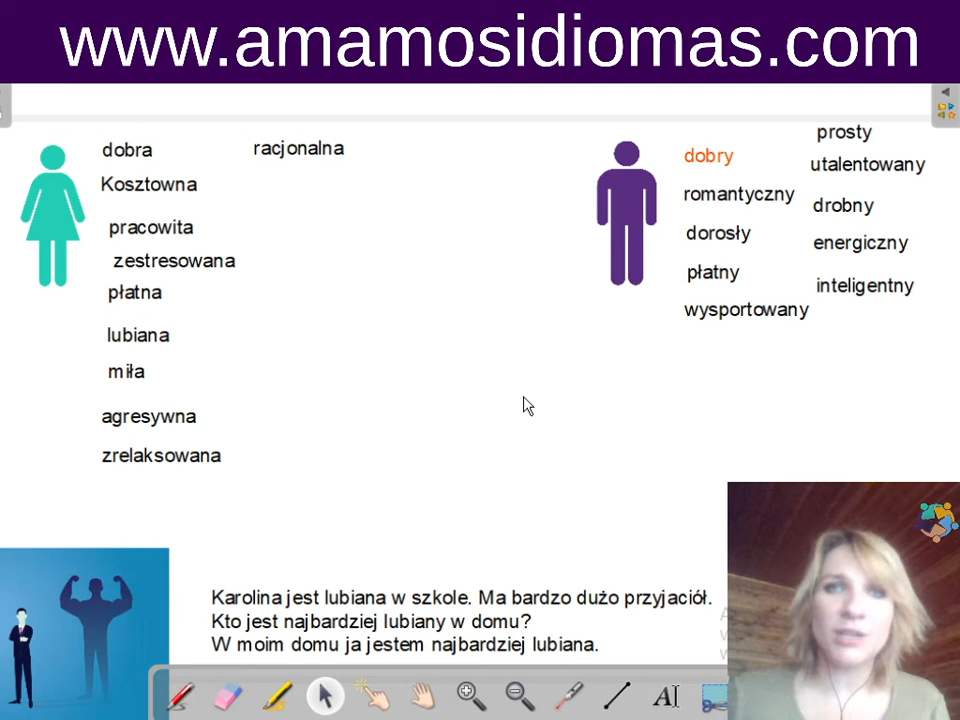 www.amamosidiomas.com
dobra
racjonalna
Kosztowna
pracowita
zestresowana
płatna
lubiana
miła
agresywna
zrelaksowana
dobry
romantyczny
dorosły
płatny
wysportowany
prosty
utalentowany
drobny
energiczny
inteligentny
Karolina jest lubiana w szkole. Ma bardzo dużo przyjaciół.
Kto jest najbardziej lubiany w domu?
W moim domu ja jestem najbardziej lubiana.